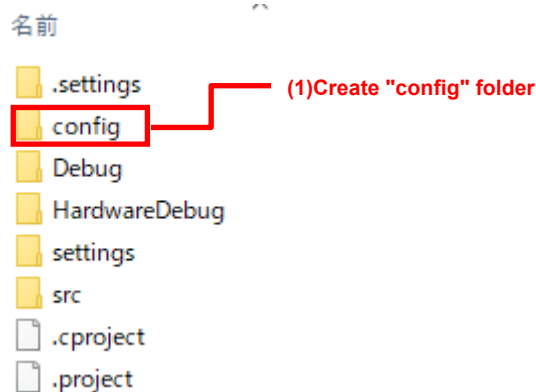 名前
.settings
(1)Create "config" folder
config
Debug
HardwareDebug
settings
src
.cproject
.project